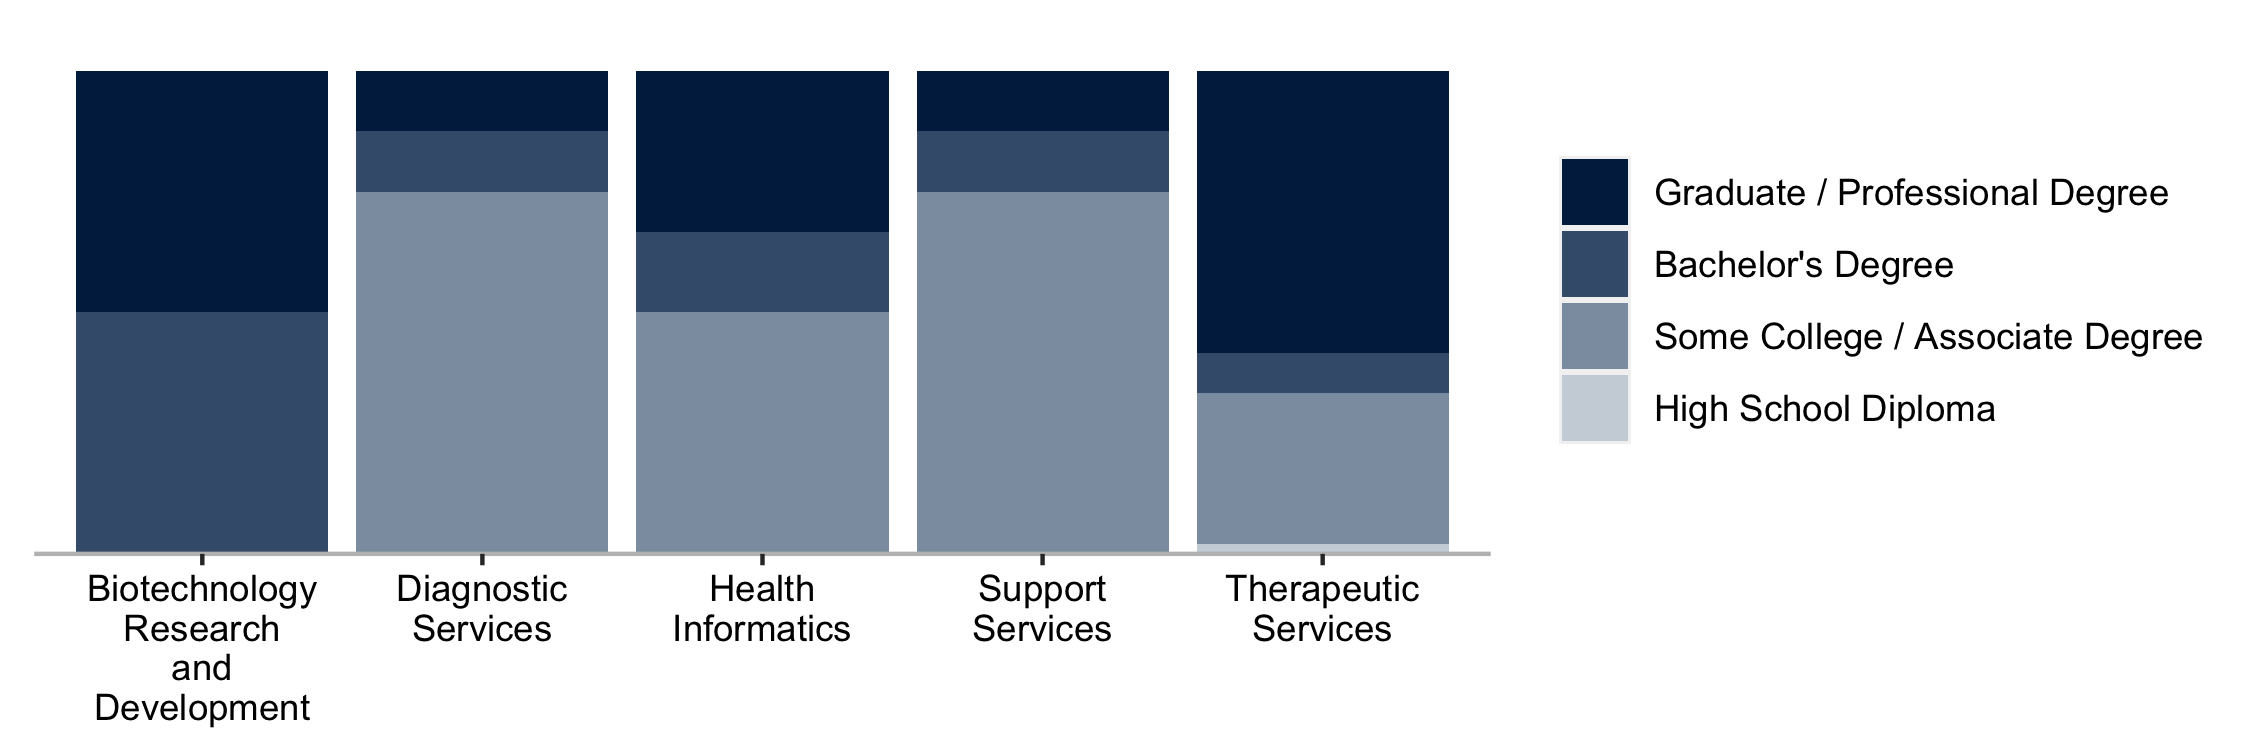 Graduate / Professional Degree
Bachelor's Degree
Some College / Associate Degree
High School Diploma
Biotechnology
Research
and
Development
Diagnostic
Services
Health
Informatics
Support
Services
Therapeutic
Services